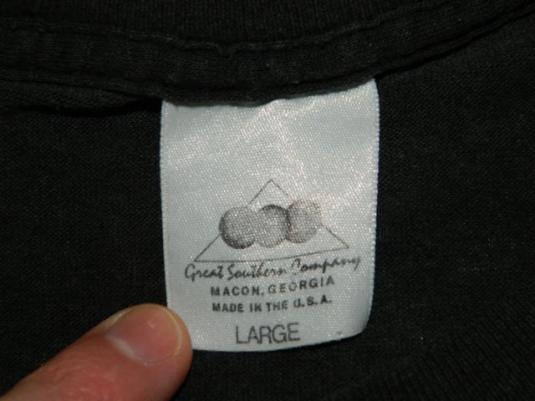 Great Southern Company
MACON, GEORGIA
MADE IN THE U.S.A.
LARGE